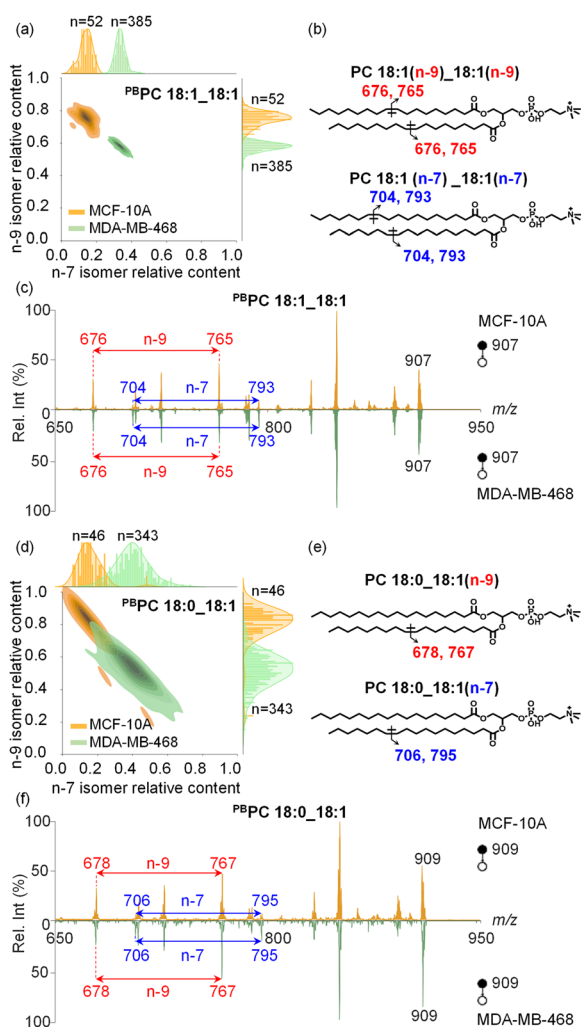 (a)
n=52
n=385
n-9 isomer relative content
1.0
0.8
0.6
0.4
0.2
0.0
PBPC 18:1_18:1
n=52
n=385
MCF-10A
MDA-MB-468
0.2 0.4 0.6 0.8 1.0
n-7 isomer relative content
(b)
PC 18:1(n-9)_18:1(n-9)
676, 765
O
O
O
P
O
OH
O
N
+
O
676, 765
PC 18:1 (n-7) _18:1(n-7)
704, 793
O
O
O
P
O
OH
O
N
+
O
704, 793
(c)
PBPC 18:1_18:1
Rel. Int (%)
100
50
0
50
100
676 n-9 765
704 n-7 793
907
MCF-10A
907
m/z
650 800 950
704 n-7 793
676 n-9 765
907
907
MDA-MB-468
(d)
n=46
n=343
n-9 isomer relative content
1.0
0.8
0.6
0.4
0.2
0.0
PBPC 18:0_18:1
n=46
n=343
MCF-10A
MDA-MB-468
0.2 0.4 0.6 0.8 1.0
n-7 isomer relative content
(e)
PC 18:0_18:1(n-9)
O
O
O
P
O
OH
O
N
+
O
678, 767
PC 18:0_18:1(n-7)
O
O
O
P
O
OH
O
N
+
O
706, 795
(f)
PBPC 18:0_18:1
Rel. Int (%)
100
50
0
50
100
678 n-9 767
706 n-7 795
909
MCF-10A
909
m/z
650 800 950
706 n-7 795
678 n-9 767
909
909
MDA-MB-468